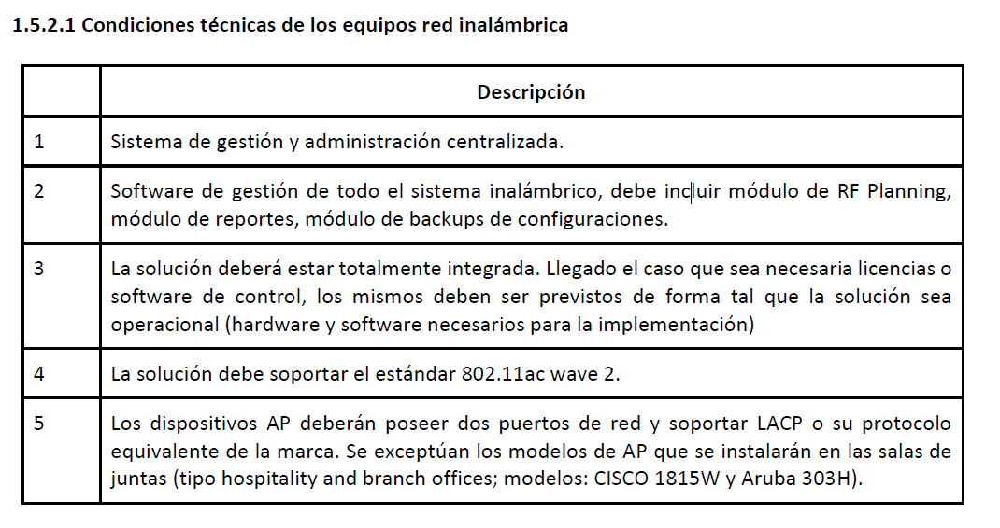 1.5.2.1 Condiciones técnicas de los equipos red inalámbrica
Descripción
1
Sistema de gestión y administración centralizada.
2
Software de gestión de todo el sistema inalámbrico, debe incluir módulo de RF Planning,
módulo de reportes, módulo de backups de configuraciones.
3
La solución deberá estar totalmente integrada. Llegado el caso que sea necesaria licencias o
software de control, los mismos deben ser previstos de forma tal que la solución sea
operacional (hardware y software necesarios para la implementación)
4
La solución debe soportar el estándar 802.11ac wave 2.
5
Los dispositivos AP deberán poseer dos puertos de red y soportar LACP o su protocolo
equivalente de la marca. Se exceptúan los modelos de AP que se instalarán en las salas de
juntas (tipo hospitality and branch offices; modelos: CISCO 1815W y Aruba 303H).